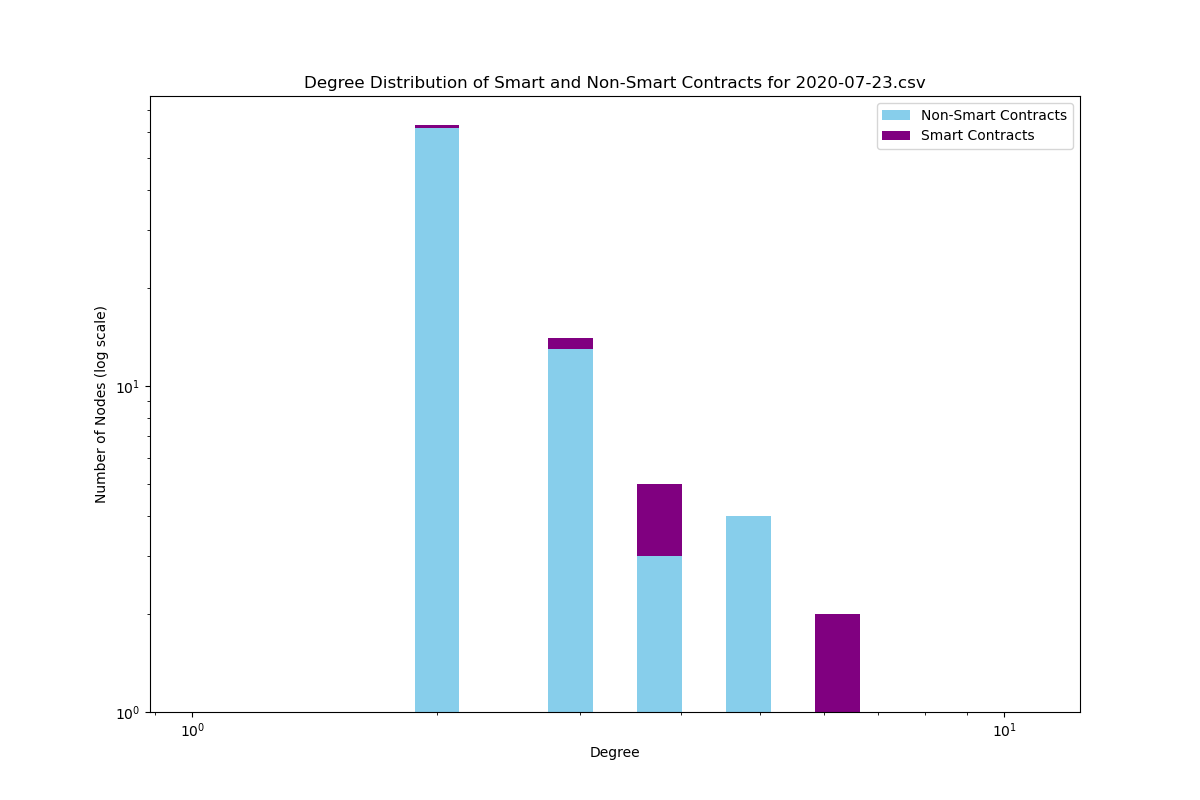 Degree Distribution of Smart and Non-Smart Contracts for 2020-07-23.csv
Non-Smart Contracts
Smart Contracts
Number of Nodes (log scale)
10¹
10⁰
10⁰
10¹
Degree